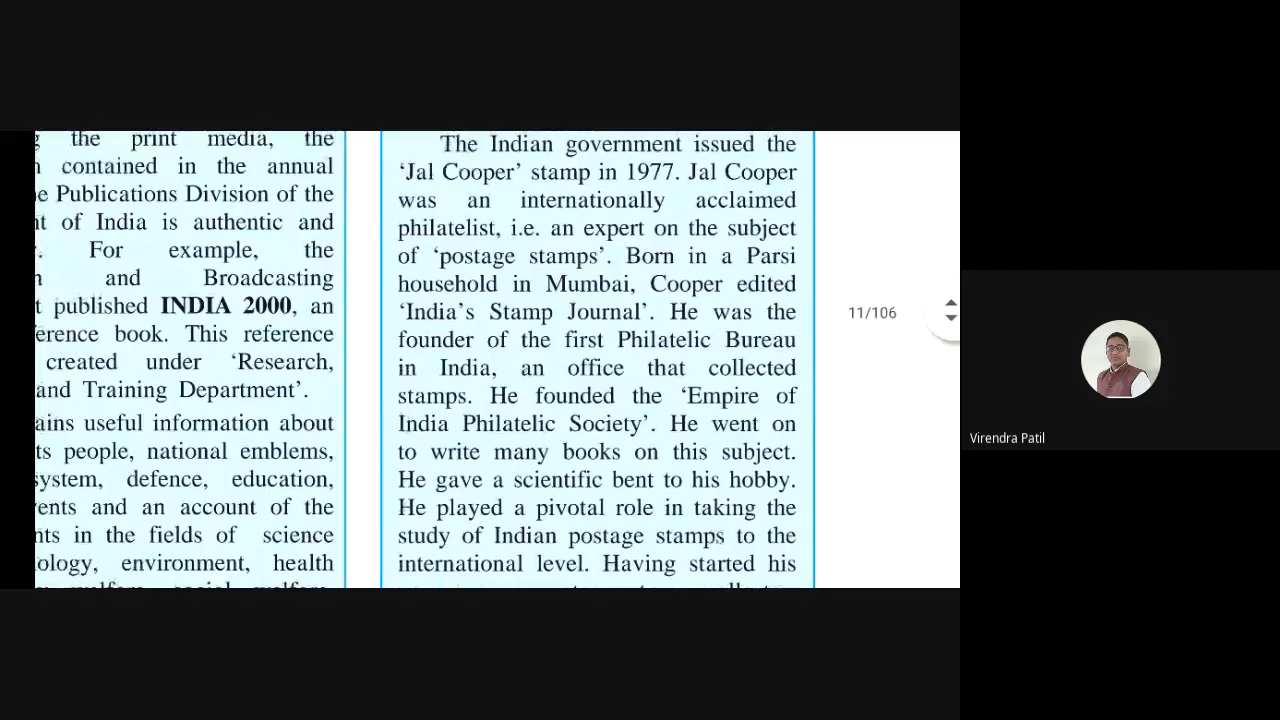 the print media, the
contained in the annual
Publications Division of the
of India is authentic and
For example, the
and Broadcasting
published INDIA 2000, an
book. This reference
created under ‘Research,
and Training Department’.
useful information about
people, national emblems,
system, defence, education,
and an account of the
in the fields of science
environment, health
The Indian government issued the
‘Jal Cooper’ stamp in 1977. Jal Cooper
was an internationally acclaimed
philatelist, i.e. an expert on the subject
of ‘postage stamps’. Born in a Parsi
household in Mumbai, Cooper edited
‘India’s Stamp Journal’. He was the
founder of the first Philatelic Bureau
in India, an office that collected
stamps. He founded the ‘Empire of
India Philatelic Society’. He went on
to write many books on this subject.
He gave a scientific bent to his hobby.
He played a pivotal role in taking the
study of Indian postage stamps to the
international level. Having started his
11/106
Virendra Patil